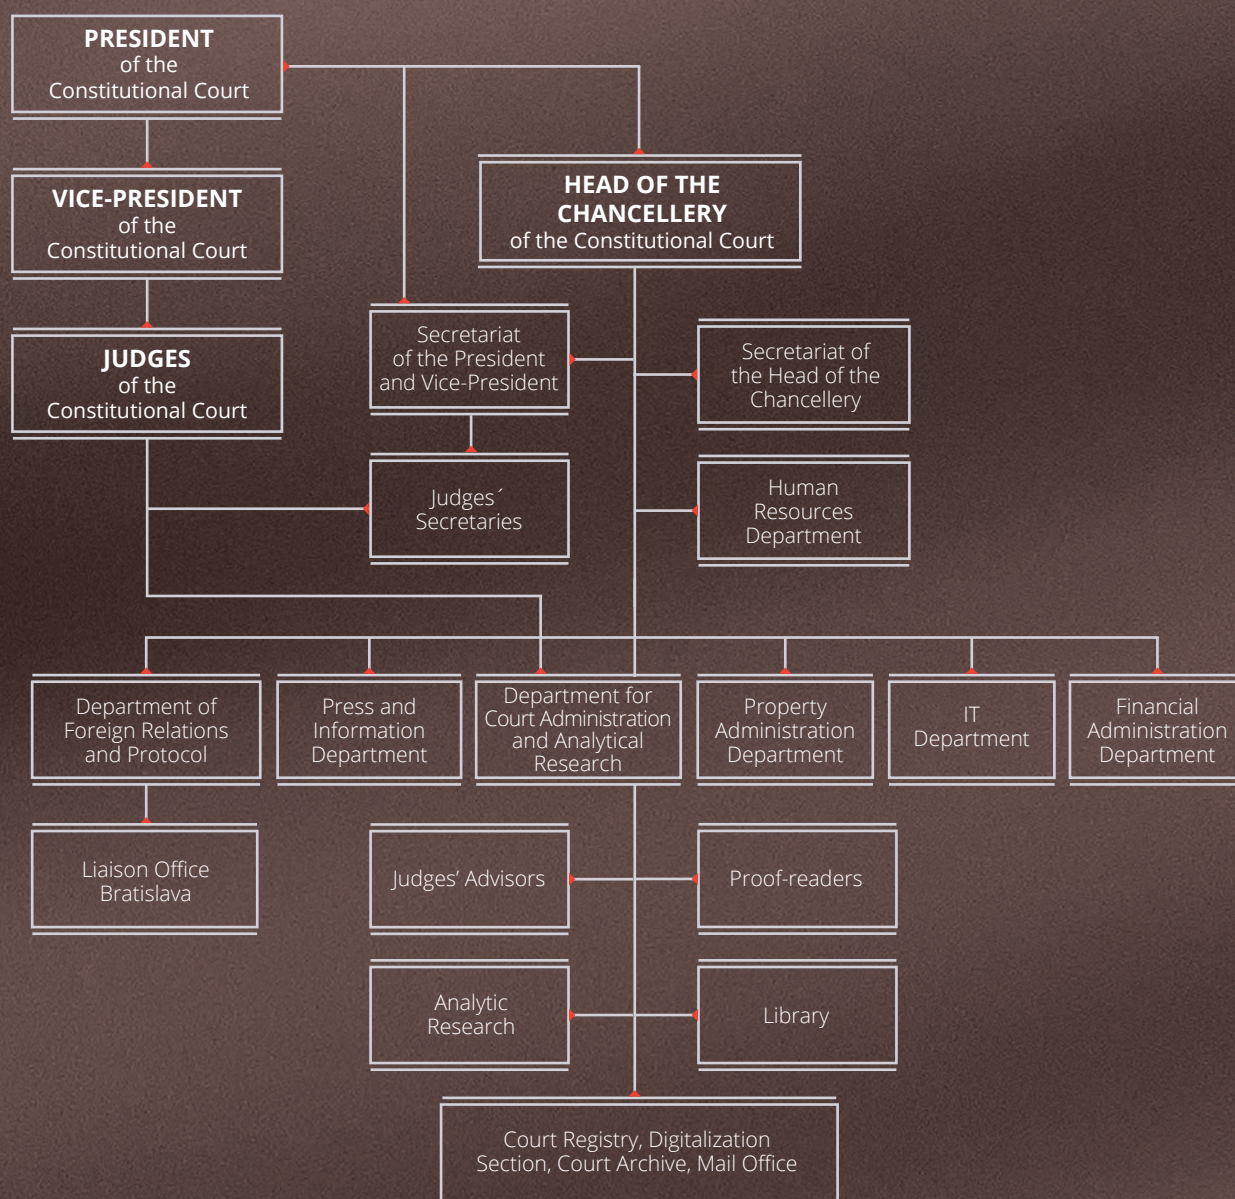 PRESIDENT
of the
Constitutional Court
VICE-PRESIDENT
of the
Constitutional Court
HEAD OF THE
CHANCELLERY
of the Constitutional Court
JUDGES
of the
Constitutional Court
Secretariat
of the President
and Vice-President
Secretariat of
the Head of the
Chancellery
Judges´
Secretaries
Human
Resources
Department
Department of
Foreign Relations
and Protocol
Press and
Information
Department
Department for
Court Administration
and Analytical
Research
Property
Administration
Department
IT
Department
Financial
Administration
Department
Liaison Office
Bratislava
Judges’ Advisors
Proof-readers
Analytic
Research
Library
Court Registry, Digitalization
Section, Court Archive, Mail Office